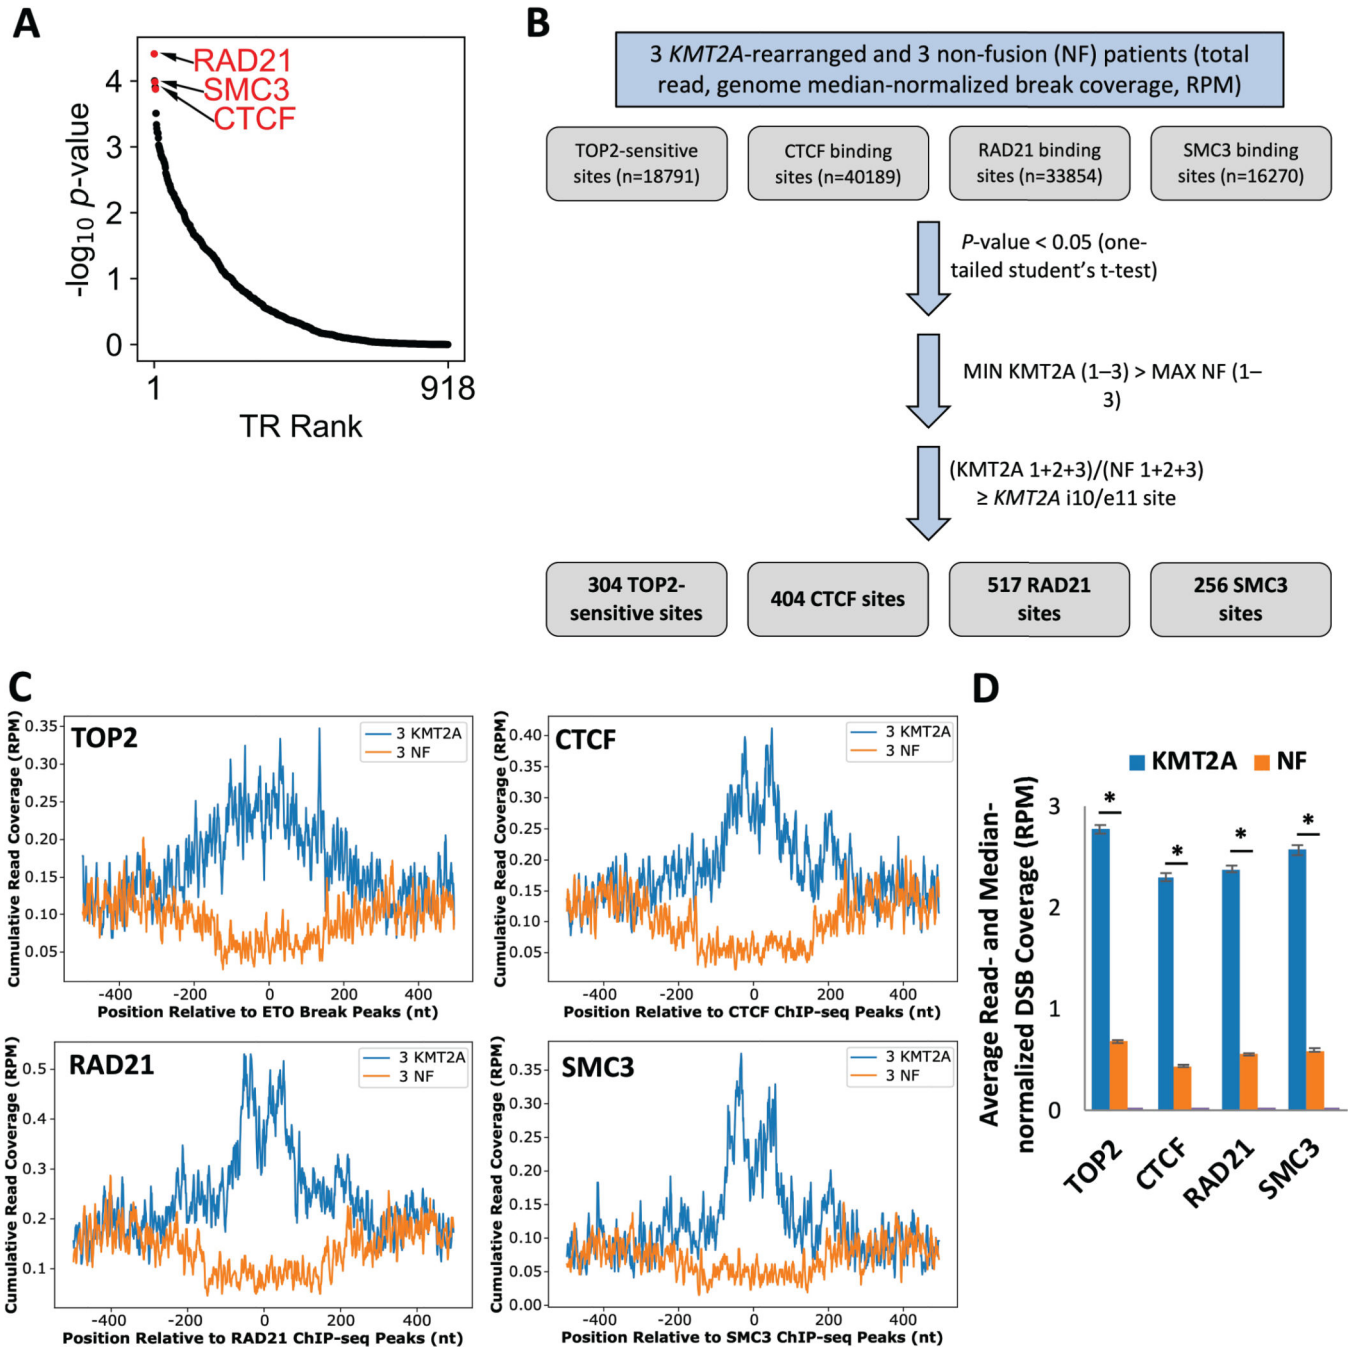 A
-log10 p-value
4
3
2
1
0
RAD21
SMC3
CTCF
1
918
TR Rank
B
3 KMT2A-rearranged and 3 non-fusion (NF) patients (total
read, genome median-normalized break coverage, RPM)
TOP2-sensitive
sites (n=18791)
CTCF binding
sites (n=40189)
RAD21 binding
sites (n=33854)
SMC3 binding
sites (n=16270)
P-value < 0.05 (one-
tailed student's t-test)
MIN KMT2A (1–3) > MAX NF (1–
3)
(KMT2A 1+2+3)/(NF 1+2+3)
≥ KMT2A i10/e11 site
304 TOP2-
sensitive sites
404 CTCF sites
517 RAD21
sites
256 SMC3
sites
C
TOP2
3 KMT2A
3 NF
Cumulative Read Coverage (RPM)
0.35
0.30
0.25
0.20
0.15
0.10
0.05
-400 -200 0 200 400
Position Relative to ETO Break Peaks (nt)
CTCF
3 KMT2A
3 NF
Cumulative Read Coverage (RPM)
0.40
0.35
0.30
0.25
0.20
0.15
0.10
0.05
-400 -200 0 200 400
Position Relative to CTCF ChIP-seq Peaks (nt)
RAD21
3 KMT2A
3 NF
Cumulative Read Coverage (RPM)
0.5
0.4
0.3
0.2
0.1
-400 -200 0 200 400
Position Relative to RAD21 ChIP-seq Peaks (nt)
SMC3
3 KMT2A
3 NF
Cumulative Read Coverage (RPM)
0.35
0.30
0.25
0.20
0.15
0.10
0.05
0.00
-400 -200 0 200 400
Position Relative to SMC3 ChIP-seq Peaks (nt)
D
KMT2A NF
Average Read- and Median-
normalized DSB Coverage (RPM)
3
2
1
0
* * * *
TOP2
CTCF
RAD21
SMC3